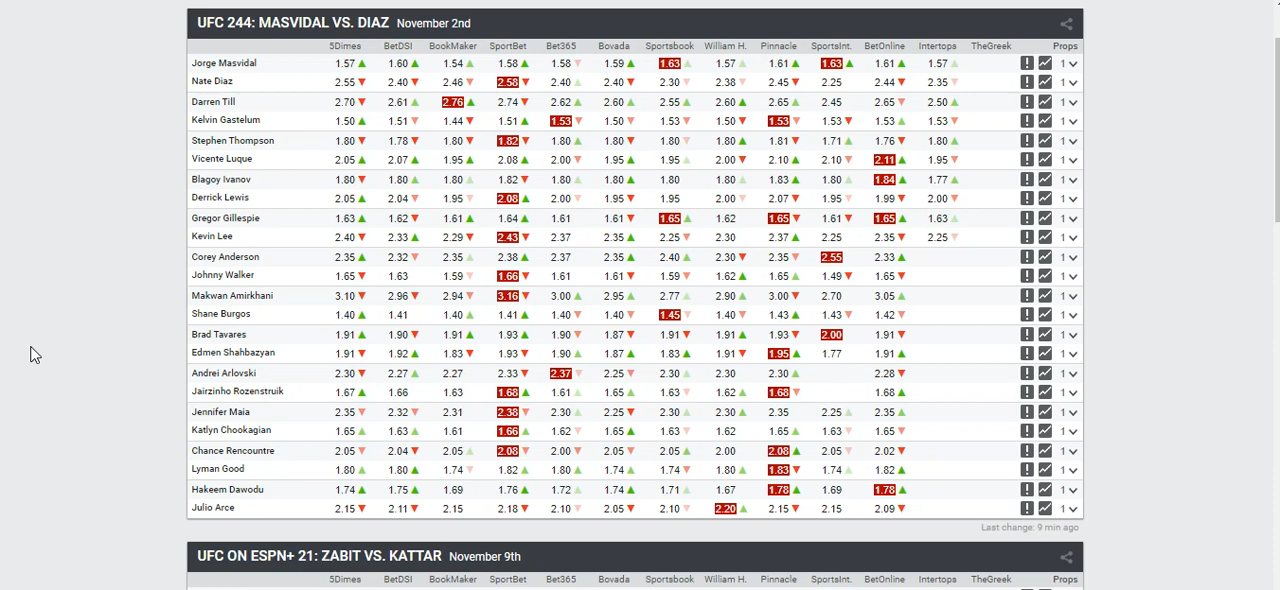 UFC 244: MASVIDAL VS. DIAZ November 2nd
5Dimes BetDSI BookMaker SportBet Bet365 Bovada Sportsbook William H. Pinnacle SportsInt. BetOnline Intertops TheGreek Props
Jorge Masvidal 1.57▲ 1.60▲ 1.54▲ 1.58▲ 1.58▼ 1.59▲ 1.63▲ 1.57▲ 1.61▲ 1.63▲ 1.61▲ 1.57▲ 1
Nate Diaz 2.55▼ 2.40▼ 2.46▼ 2.58▼ 2.40▲ 2.40▼ 2.30▼ 2.38▼ 2.45▼ 2.25 2.44▼ 2.35▼ 1
Darren Till 2.70▼ 2.61▲ 2.76▲ 2.74▼ 2.62▲ 2.60▲ 2.55▲ 2.60▲ 2.65▲ 2.45 2.65▼ 2.50▲ 1
Kelvin Gastelum 1.50▲ 1.51▼ 1.44▼ 1.51▲ 1.53▼ 1.50▼ 1.53▼ 1.50▼ 1.53▼ 1.53▼ 1.53▲ 1.53▼ 1
Stephen Thompson 1.80▼ 1.78▼ 1.80▼ 1.82▼ 1.80▲ 1.80▼ 1.80▼ 1.80▲ 1.81▼ 1.71▲ 1.76▼ 1.80▲ 1
Vicente Luque 2.05▲ 2.07▲ 1.95▲ 2.08▲ 2.00▼ 1.95▲ 1.95▲ 2.00▼ 2.10▲ 2.10▼ 2.11▲ 1.95▼ 1
Blagoy Ivanov 1.80▼ 1.80▲ 1.80▲ 1.82▼ 1.80▲ 1.80▲ 1.80 1.80▲ 1.83▲ 1.80▲ 1.84▲ 1.77▲ 1
Derrick Lewis 2.05▲ 2.04▼ 1.95▼ 2.08▲ 2.00▼ 1.95▼ 1.95 2.00▼ 2.07▼ 1.95▼ 1.99▼ 2.00▼ 1
Gregor Gillespie 1.63▲ 1.62▼ 1.61▲ 1.64▲ 1.61 1.61▼ 1.65▲ 1.62 1.65▼ 1.61▼ 1.65▲ 1.63▲ 1
Kevin Lee 2.40▼ 2.33▲ 2.29▼ 2.43▼ 2.37 2.35▲ 2.25▼ 2.30 2.37▲ 2.25 2.35▼ 2.25▼ 1
Corey Anderson 2.35▲ 2.32▼ 2.35▲ 2.38▲ 2.37 2.35▲ 2.40▲ 2.30▼ 2.35▼ 2.55 2.33▲ 1
Johnny Walker 1.65▼ 1.63 1.59▼ 1.66▼ 1.61 1.61▼ 1.59▼ 1.62▲ 1.65▲ 1.49▼ 1.65▼ 1
Makwan Amirkhani 3.10▼ 2.96▼ 2.94▼ 3.16▼ 3.00▲ 2.95▲ 2.77▲ 2.90▲ 3.00▼ 2.70 3.05▲ 1
Shane Burgos 1.40▲ 1.41 1.40▲ 1.41▲ 1.40▼ 1.40▼ 1.45▼ 1.40▼ 1.43▲ 1.43▼ 1.42▼ 1
Brad Tavares 1.91▲ 1.90▼ 1.91▲ 1.93▲ 1.90▼ 1.87▼ 1.91▼ 1.91▲ 1.93▼ 2.00 1.91▼ 1
Edmen Shahbazyan 1.91▼ 1.92▲ 1.83▼ 1.93▼ 1.90▲ 1.87▲ 1.83▲ 1.91▼ 1.95▲ 1.77 1.91▲ 1
Andrei Arlovski 2.30▼ 2.27▲ 2.27 2.33▼ 2.37▼ 2.25▼ 2.30▲ 2.30 2.30▲ 2.28▼ 1
Jairzinho Rozenstruik 1.67▲ 1.66 1.63 1.68▲ 1.61▲ 1.65▲ 1.63▼ 1.62▲ 1.68▼ 1.68▲ 1
Jennifer Maia 2.35▼ 2.32▼ 2.31 2.38▼ 2.30▲ 2.25▼ 2.30▲ 2.30▲ 2.35 2.25▲ 2.35▲ 1
Katlyn Chookagian 1.65▲ 1.63▲ 1.61 1.66▲ 1.62▼ 1.65▲ 1.63▼ 1.62 1.65▲ 1.63▼ 1.65▼ 1
Chance Rencountre 2.05▼ 2.04▼ 2.05▲ 2.08▼ 2.00▼ 2.05▼ 2.05▲ 2.00 2.08▲ 2.05▼ 2.02▼ 1
Lyman Good 1.80▲ 1.80▲ 1.74▼ 1.82▲ 1.80▲ 1.74▲ 1.74▼ 1.80▲ 1.83▼ 1.74▲ 1.82▲ 1
Hakeem Dawodu 1.74▲ 1.75▲ 1.69 1.76▲ 1.72▲ 1.74▲ 1.71▲ 1.67 1.78▲ 1.69 1.78▲ 1
Julio Arce 2.15▼ 2.11▼ 2.15 2.18▼ 2.10▼ 2.05▼ 2.10▼ 2.20▲ 2.15▼ 2.15 2.09▼ 1
Last change: 9 min ago
UFC ON ESPN+ 21: ZABIT VS. KATTAR November 9th
5Dimes BetDSI BookMaker SportBet Bet365 Bovada Sportsbook William H. Pinnacle SportsInt. BetOnline Intertops TheGreek Props